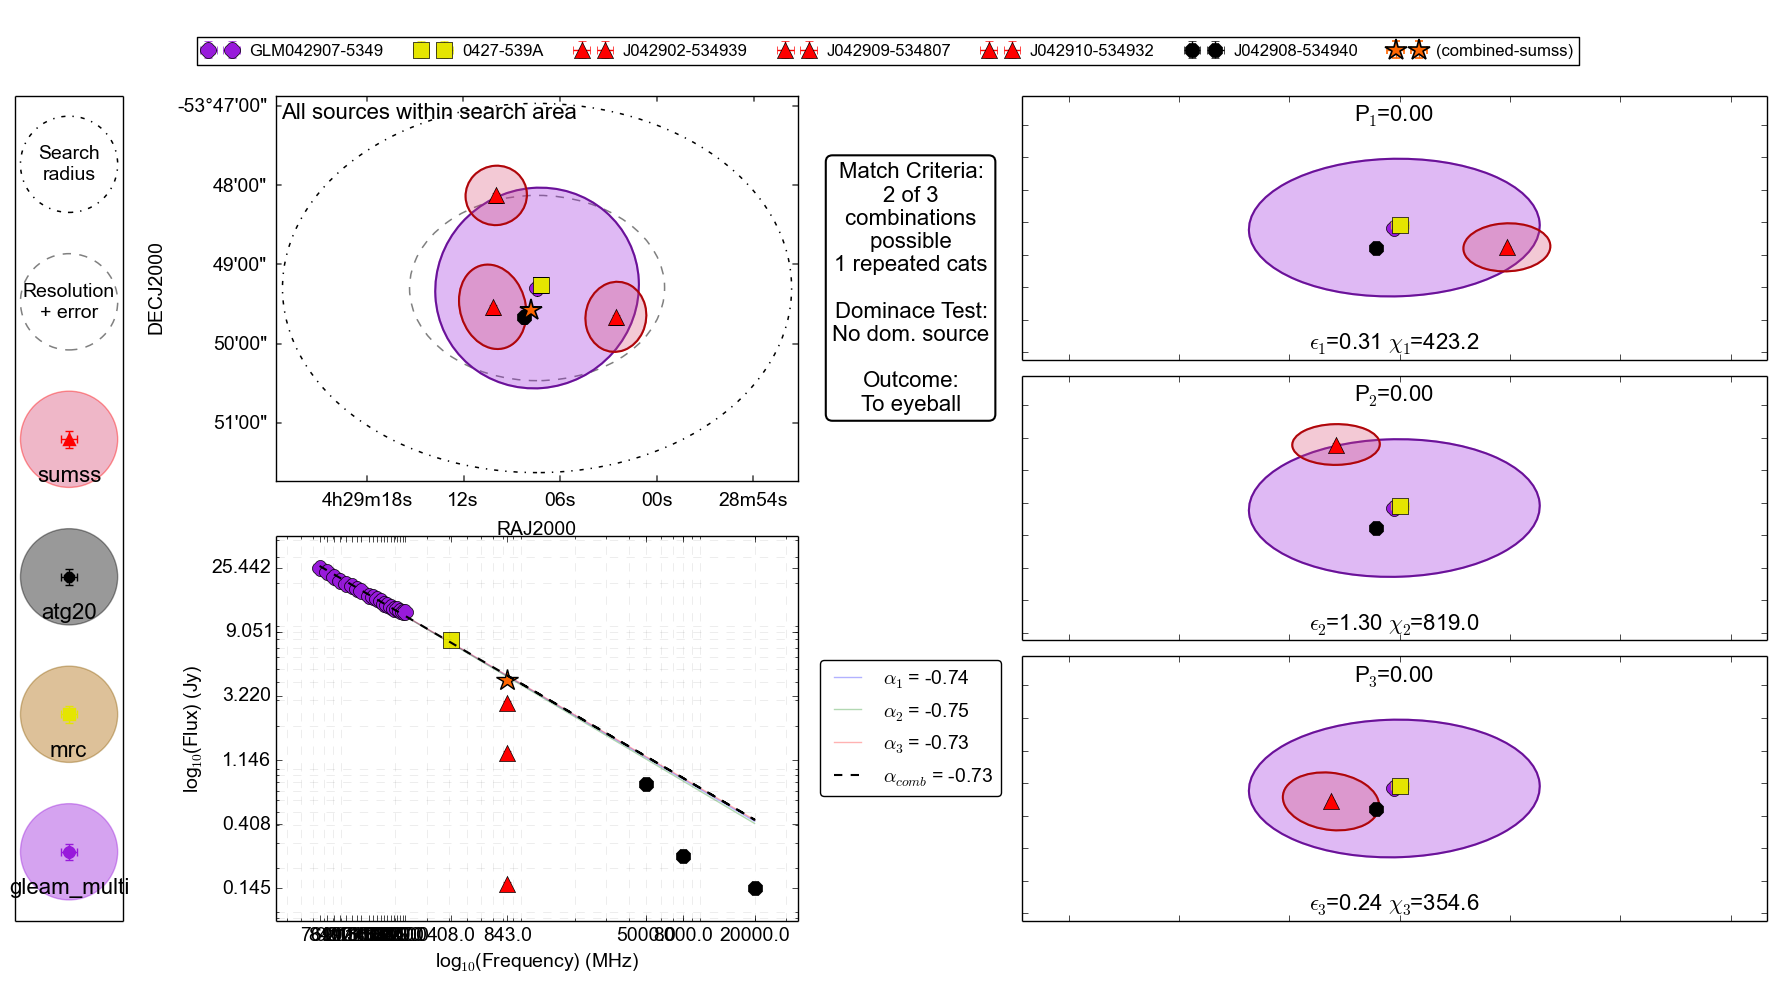 GLM042907-5349 0427-539A J042902-534939 J042909-534807 J042910-534932 J042908-534940 (combined-sumss)
Search
radius
Resolution
+ error
sumss
atg20
mrc
gleam_multi
All sources within search area
-53°47'00"
48'00"
49'00"
50'00"
51'00"
DECJ2000
4h29m18s 12s 06s 00s 28m54s
RAJ2000
25.442
9.051
3.220
1.146
0.408
0.145
log10(Flux) (Jy)
408.0 843.0 5000.0 8000.0 20000.0
log10(Frequency) (MHz)
Match Criteria:
2 of 3
combinations
possible
1 repeated cats
Dominace Test:
No dom. source
Outcome:
To eyeball
α1 = -0.74
α2 = -0.75
α3 = -0.73
αcomb = -0.73
P1=0.00
ϵ1=0.31 χ1=423.2
P2=0.00
ϵ2=1.30 χ2=819.0
P3=0.00
ϵ3=0.24 χ3=354.6